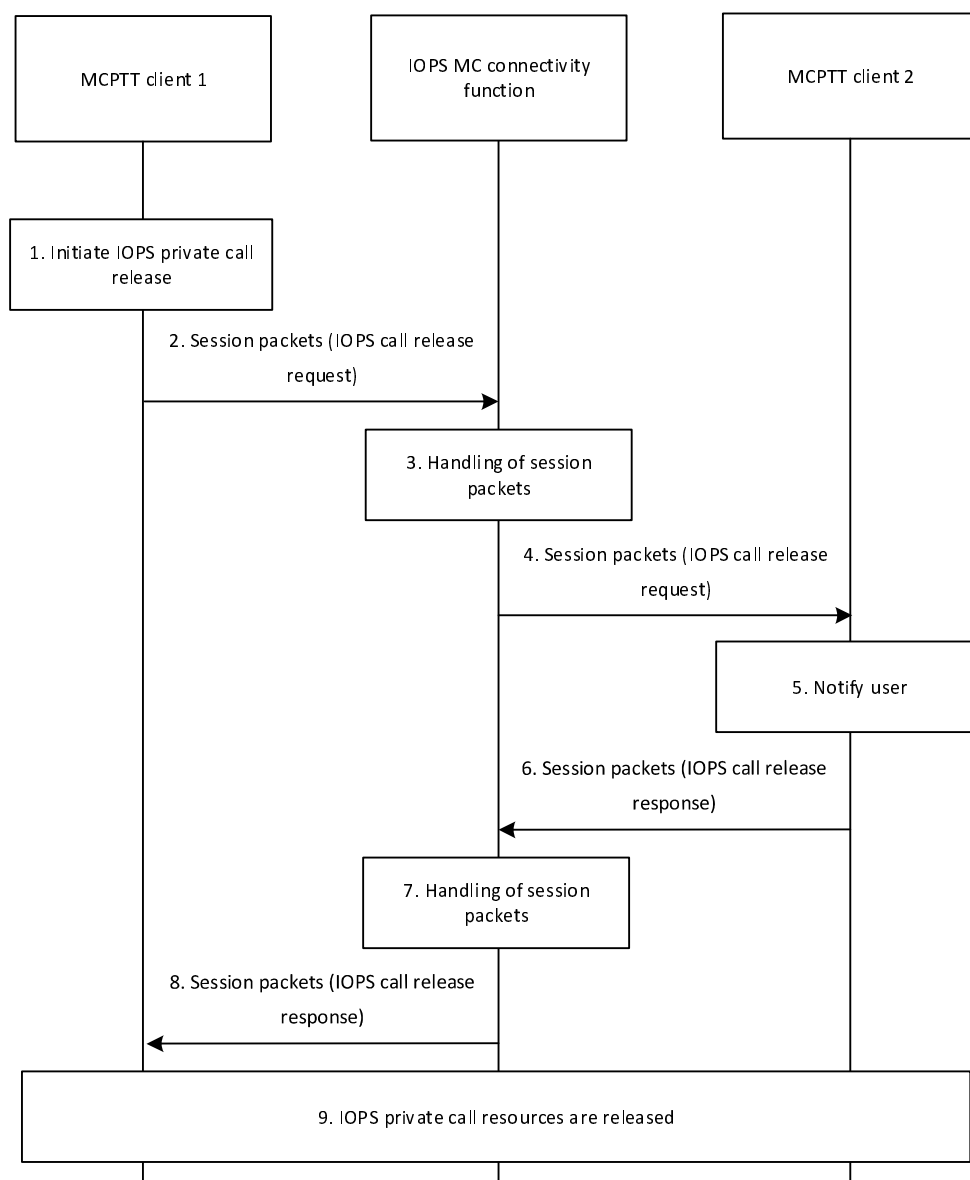 MCPTT client 1
IOPS MC connectivity
function
MCPTT client 2
1. Initiate IOPS private call
release
2. Session packets (IOPS call release
request)
3. Handling of session
packets
4. Session packets (IOPS call release
request)
5. Notify user
6. Session packets (IOPS call release
response)
7. Handling of session
packets
8. Session packets (IOPS call release
response)
9. IOPS private call resources are released